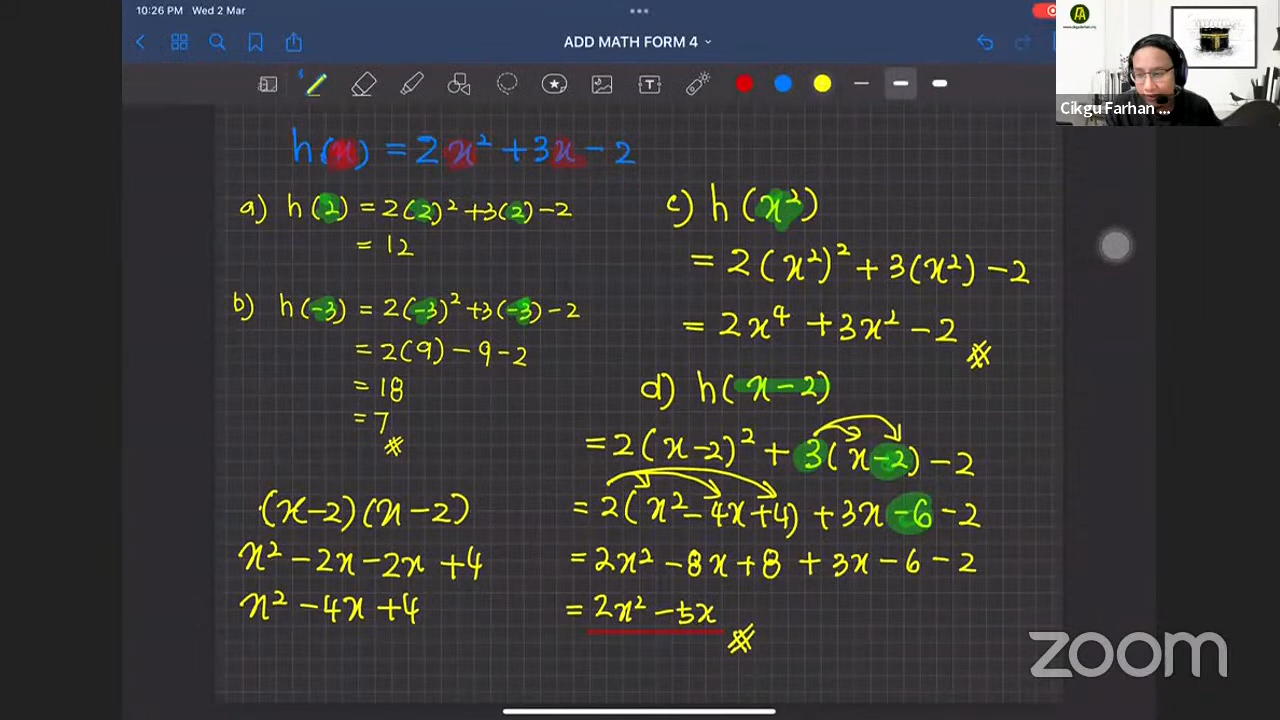 10:26 PM Wed 2 Mar
ADD MATH FORM 4
Cikgu Farhan ...
h(x) = 2x² + 3x - 2
a) h(2) = 2(2)² + 3(2) - 2
= 12
b) h(-3) = 2(-3)² + 3(-3) - 2
= 2(9) - 9 - 2
= 18
= 7
(x-2)(x-2)
x² - 2x - 2x + 4
x² - 4x + 4
c) h(x²)
= 2(x²)² + 3(x²) - 2
= 2x⁴ + 3x² - 2
d) h(x-2)
= 2(x-2)² + 3(x-2) - 2
= 2(x² - 4x + 4) + 3x - 6 - 2
= 2x² - 8x + 8 + 3x - 6 - 2
= 2x² - 5x
zoom